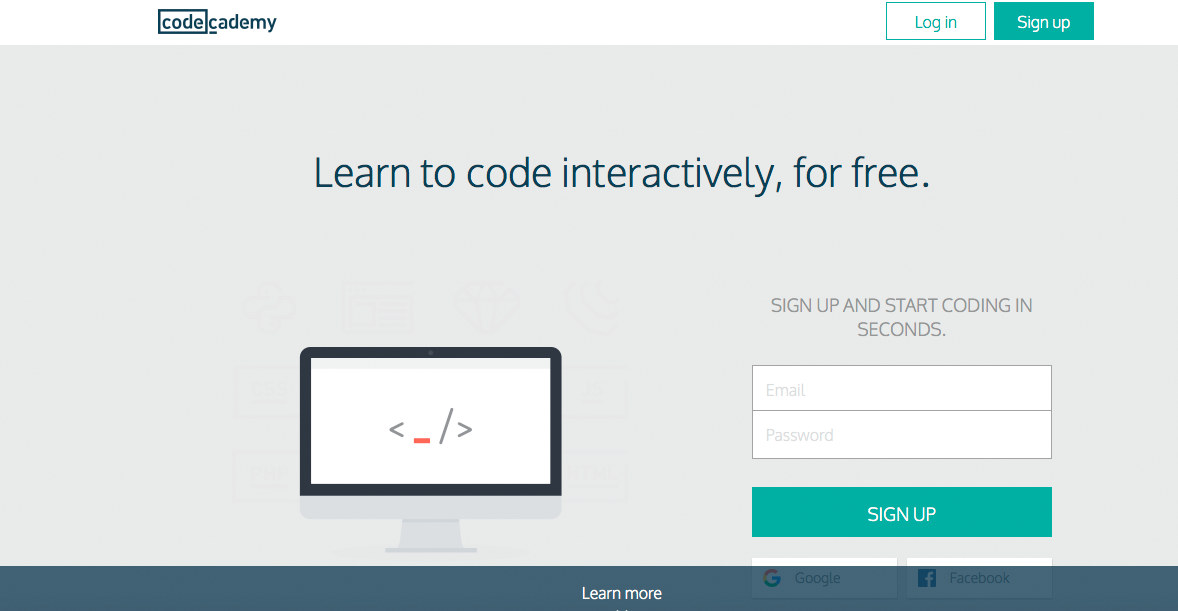 codecademy
Log in
Sign up
Learn to code interactively, for free.
SIGN UP AND START CODING IN
SECONDS.
Email
Password
< _ />
CSS
JS
PHP
HTML
SIGN UP
Google
Facebook
Learn more